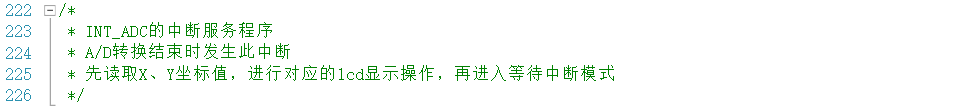 222 /*
223  * INT_ADC的中断服务程序
224  * A/D转换结束时发生此中断
225  * 先读取X、Y坐标值，进行对应的lcd显示操作，再进入等待中断模式
226  */